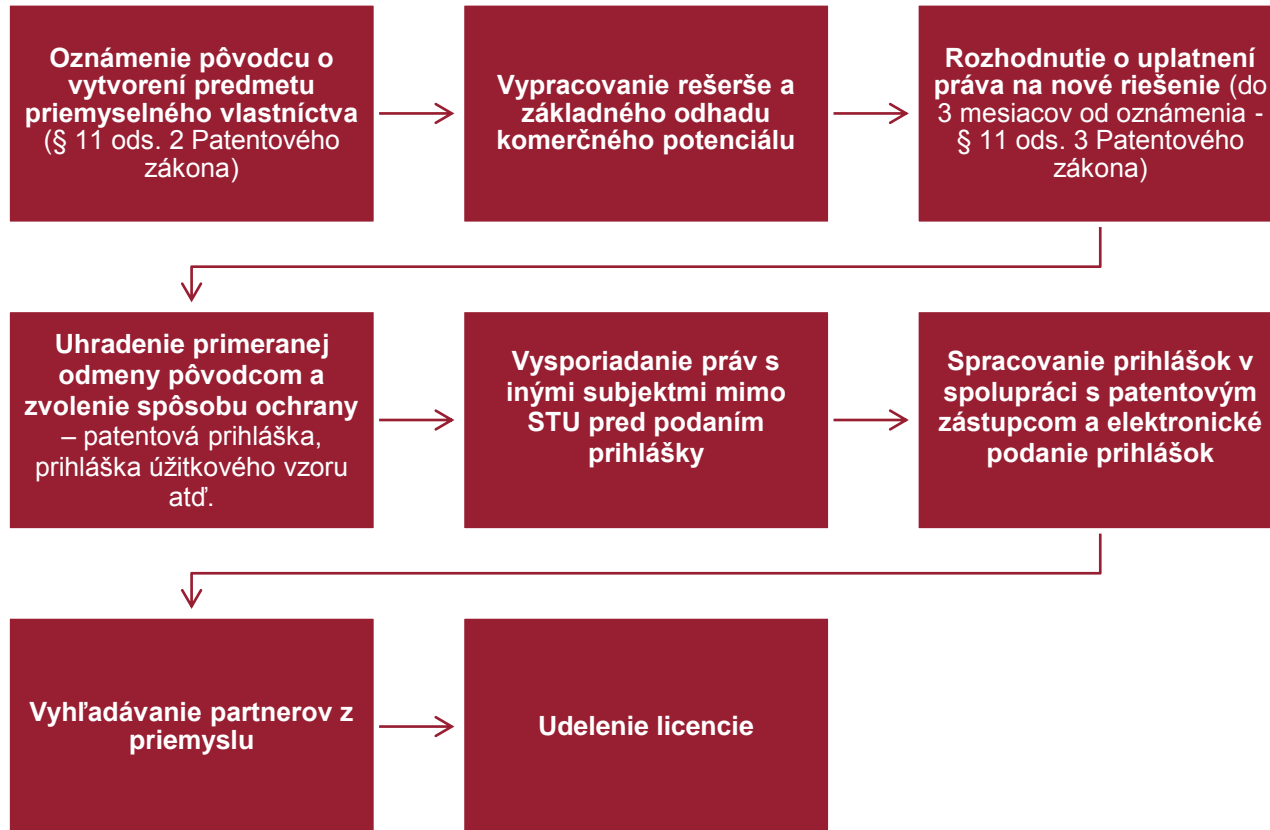 Oznámenie pôvodcu o
vytvorení predmetu
priemyselného vlastníctva
(§ 11 ods. 2 Patentového
zákona)
Vypracovanie rešerše a
základného odhadu
komerčného potenciálu
Rozhodnutie o uplatnení
práva na nové riešenie (do
3 mesiacov od oznámenia -
§ 11 ods. 3 Patentového
zákona)
Uhradenie primeranej
odmeny pôvodcom a
zvolenie spôsobu ochrany
– patentová prihláška,
prihláška úžitkového vzoru
atď.
Vysporiadanie práv s
inými subjektmi mimo
STU pred podaním
prihlášky
Spracovanie prihlášok v
spolupráci s patentovým
zástupcom a elektronické
podanie prihlášok
Vyhľadávanie partnerov z
priemyslu
Udelenie licencie